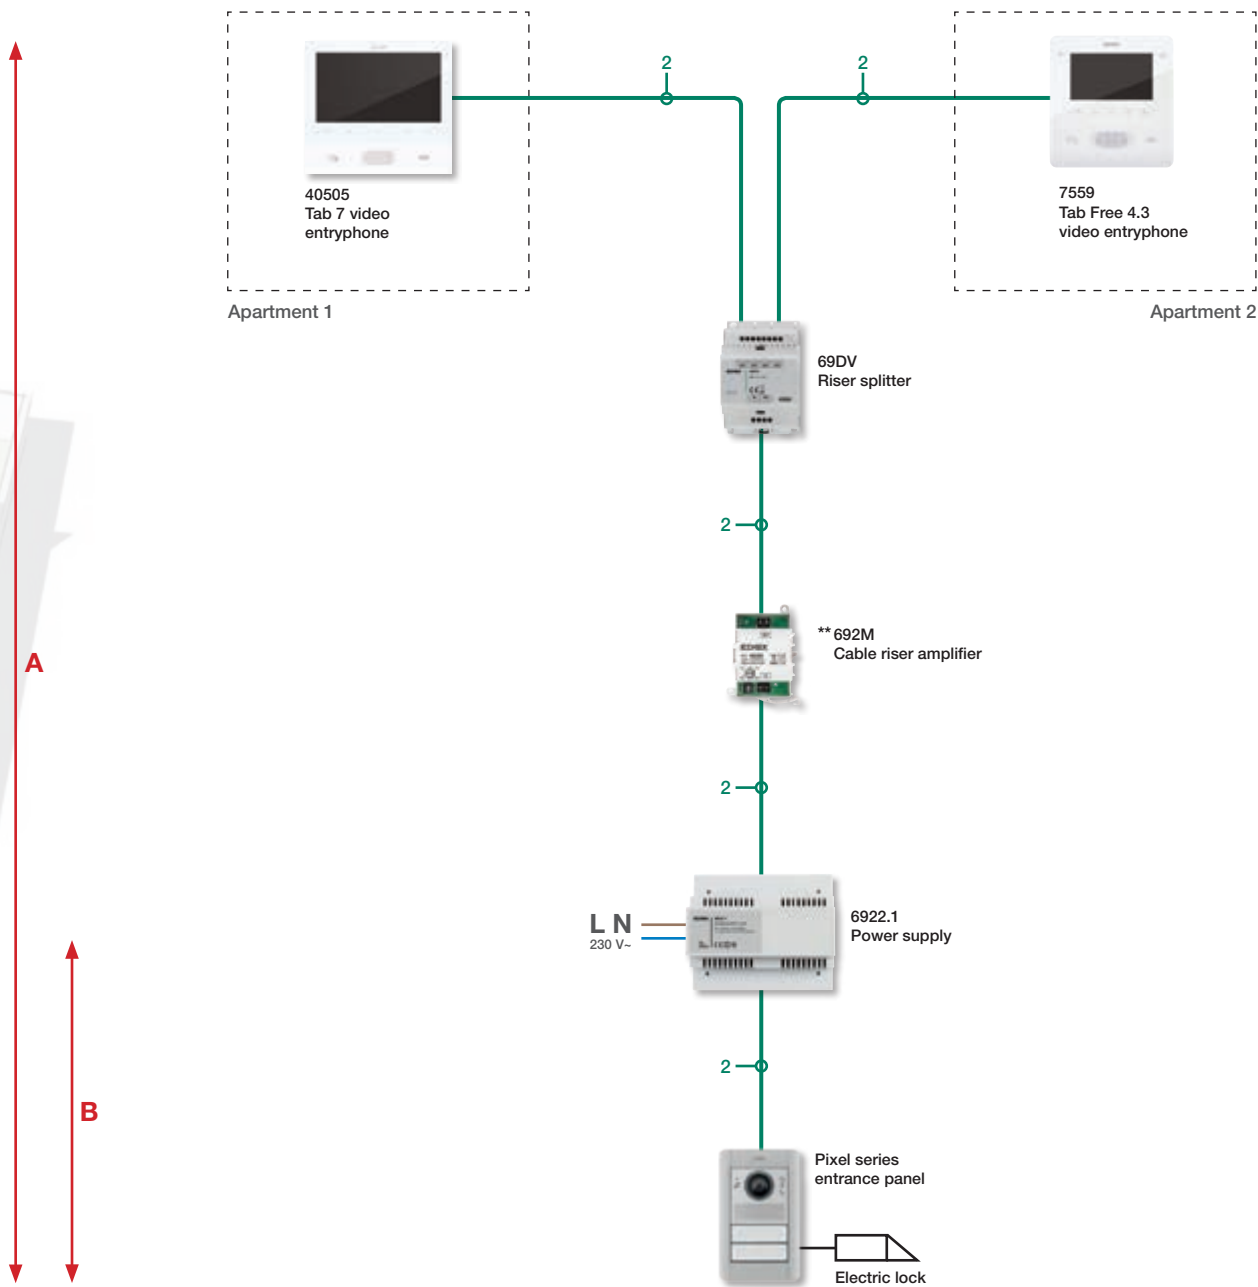 2
2
40505
Tab 7 video
entryphone
7559
Tab Free 4.3
video entryphone
Apartment 1
Apartment 2
69DV
Riser splitter
2
** 692M
Cable riser amplifier
A
2
L N
230 V~
6922.1
Power supply
2
B
Pixel series
entrance panel
Electric lock